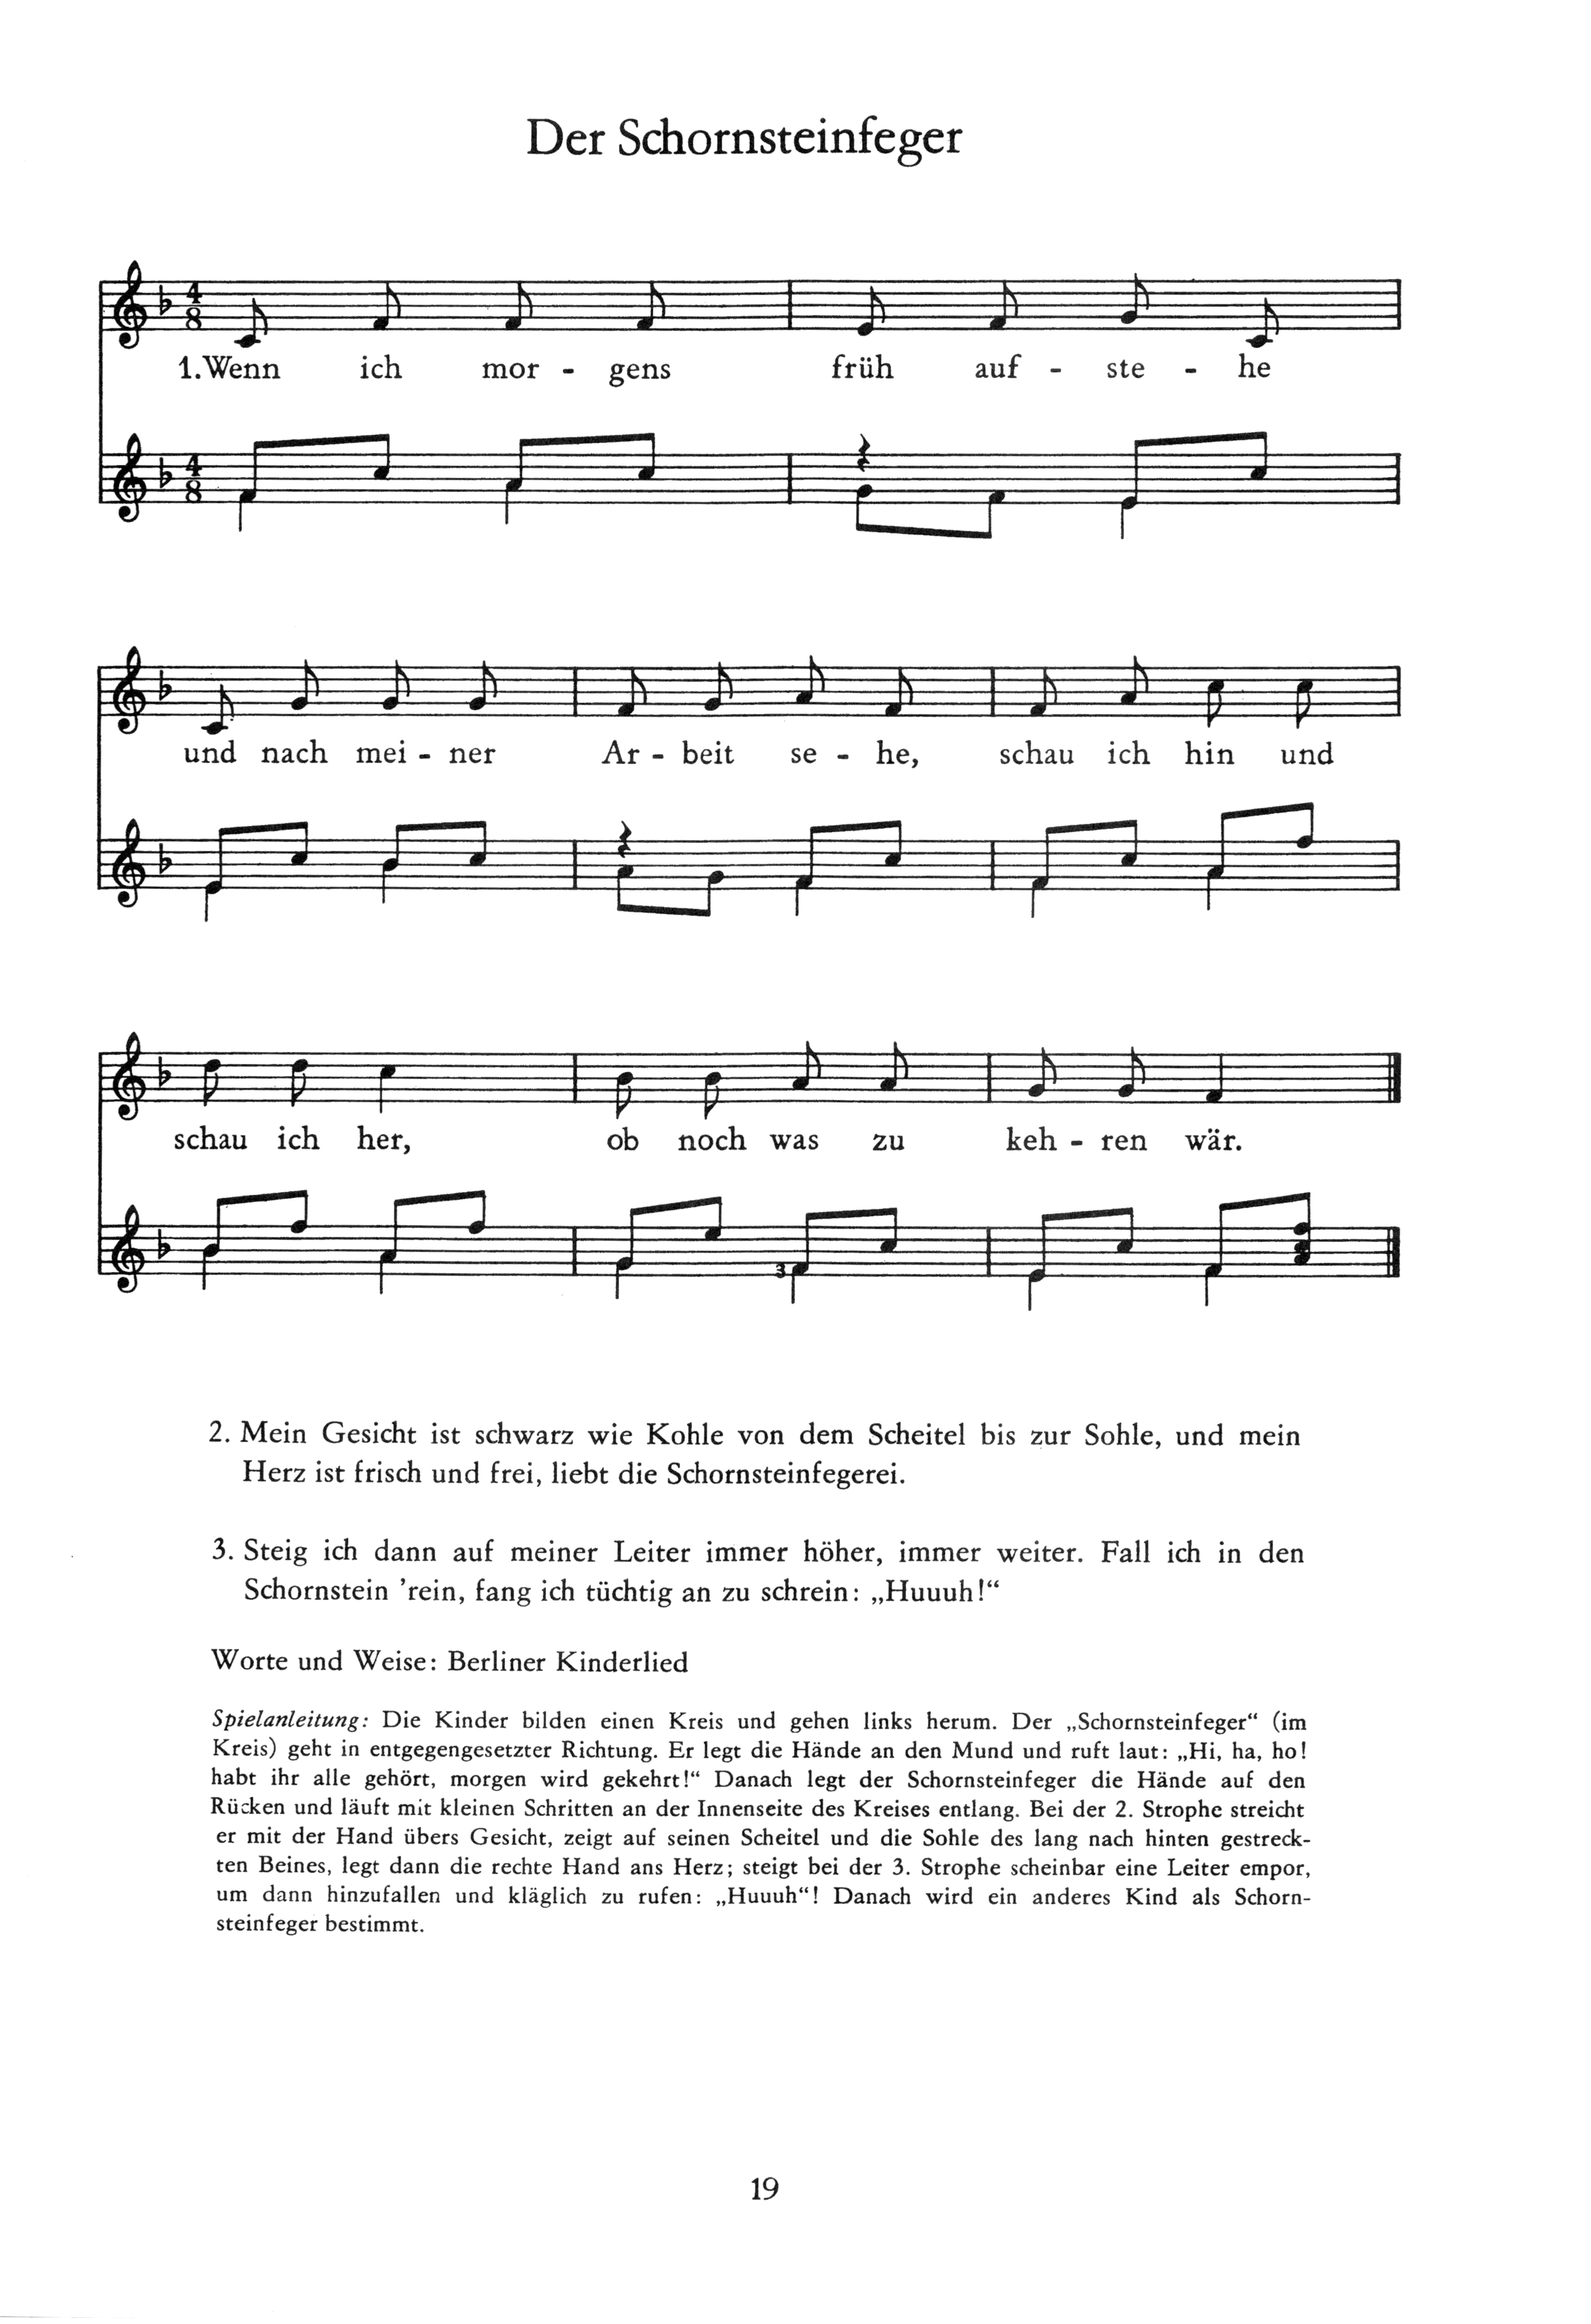 Der Schornsteinfeger
4
8
1. Wenn ich mor - gens früh auf - ste - he
4
8
und nach mei - ner Ar - beit se - he, schau ich hin und
schau ich her, ob noch was zu keh - ren wär.
3
2. Mein Gesicht ist schwarz wie Kohle von dem Scheitel bis zur Sohle, und mein
Herz ist frisch und frei, liebt die Schornsteinfegerei.
3. Steig ich dann auf meiner Leiter immer höher, immer weiter. Fall ich in den
Schornstein ’rein, fang ich tüchtig an zu schrein: „Huuuh!“
Worte und Weise: Berliner Kinderlied
Spielanleitung: Die Kinder bilden einen Kreis und gehen links herum. Der „Schornsteinfeger“ (im
Kreis) geht in entgegengesetzter Richtung. Er legt die Hände an den Mund und ruft laut: „Hi, ha, ho!
habt ihr alle gehört, morgen wird gekehrt!“ Danach legt der Schornsteinfeger die Hände auf den
Rücken und läuft mit kleinen Schritten an der Innenseite des Kreises entlang. Bei der 2. Strophe streicht
er mit der Hand übers Gesicht, zeigt auf seinen Scheitel und die Sohle des lang nach hinten gestreck-
ten Beines, legt dann die rechte Hand ans Herz; steigt bei der 3. Strophe scheinbar eine Leiter empor,
um dann hinzufallen und kläglich zu rufen: „Huuuh“! Danach wird ein anderes Kind als Schorn-
steinfeger bestimmt.
19